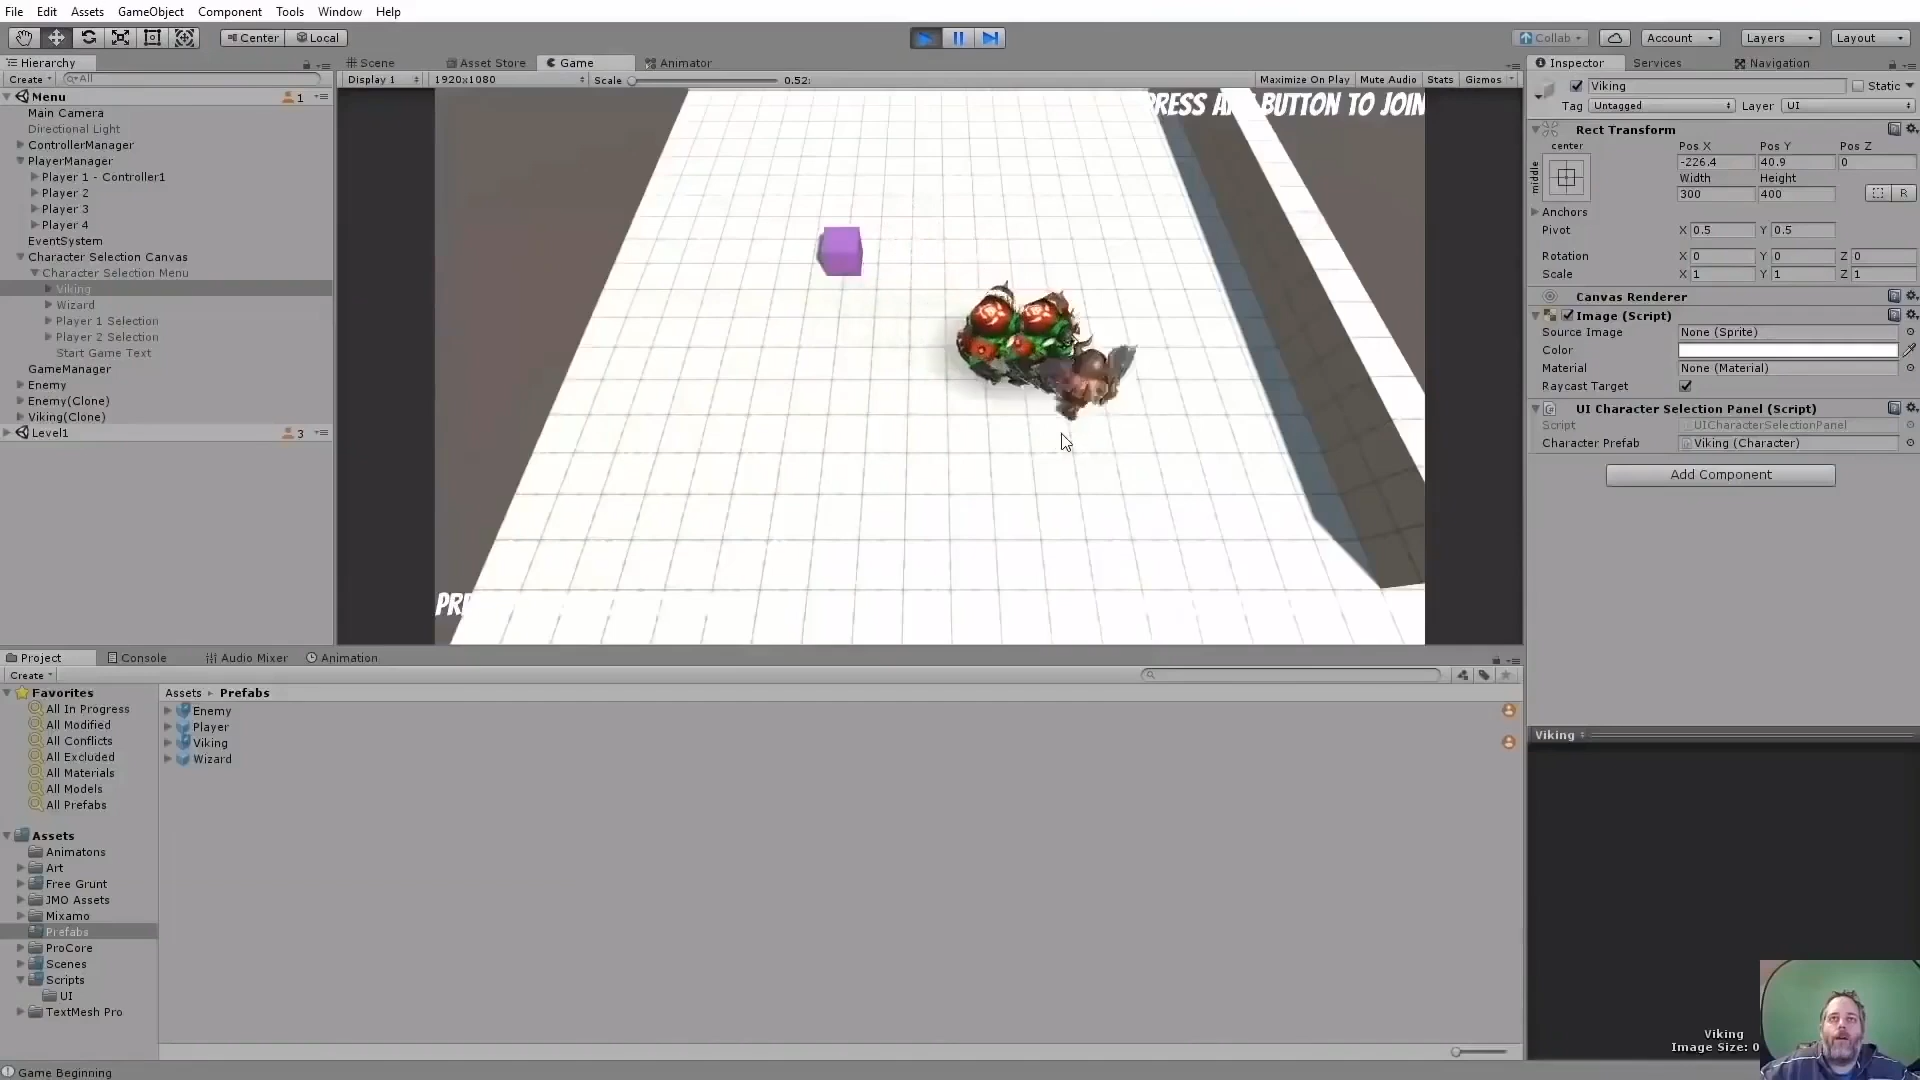 File Edit Assets GameObject Component Tools Window Help
Center Local Collab Account Layers Layout
Hierarchy
Create All
Menu 1
Main Camera
Directional Light
ControllerManager
PlayerManager
Player 1 - Controller1
Player 2
Player 3
Player 4
EventSystem
Character Selection Canvas
Character Selection Menu
Viking
Wizard
Player 1 Selection
Player 2 Selection
Start Game Text
GameManager
Enemy
Enemy(Clone)
Viking(Clone)
Level1 3
Scene Asset Store Game Animator
Display 1 1920x1080 Scale 0.52: Maximize On Play Mute Audio Stats Gizmos
BUTTON TO JOIN
Inspector Services Navigation
Viking Static
Tag Untagged Layer UI
Rect Transform
center Pos X Pos Y Pos Z
middle -226.4 40.9 0
Width Height
300 400 R
Anchors
Pivot X 0.5 Y 0.5
Rotation X 0 Y 0 Z 0
Scale X 1 Y 1 Z 1
Canvas Renderer
Image (Script)
Source Image None (Sprite)
Color
Material None (Material)
Raycast Target
UI Character Selection Panel (Script)
Script UICharacterSelectionPanel
Character Prefab Viking (Character)
Add Component
Project Console Audio Mixer Animation
Create
Favorites
All In Progress
All Modified
All Conflicts
All Excluded
All Materials
All Models
All Prefabs
Assets
Animatons
Art
Free Grunt
JMO Assets
Mixamo
Prefabs
ProCore
Scenes
Scripts
UI
TextMesh Pro
Assets Prefabs
Enemy
Player
Viking
Wizard
Viking
Viking
Image Size: 0
Game Beginning